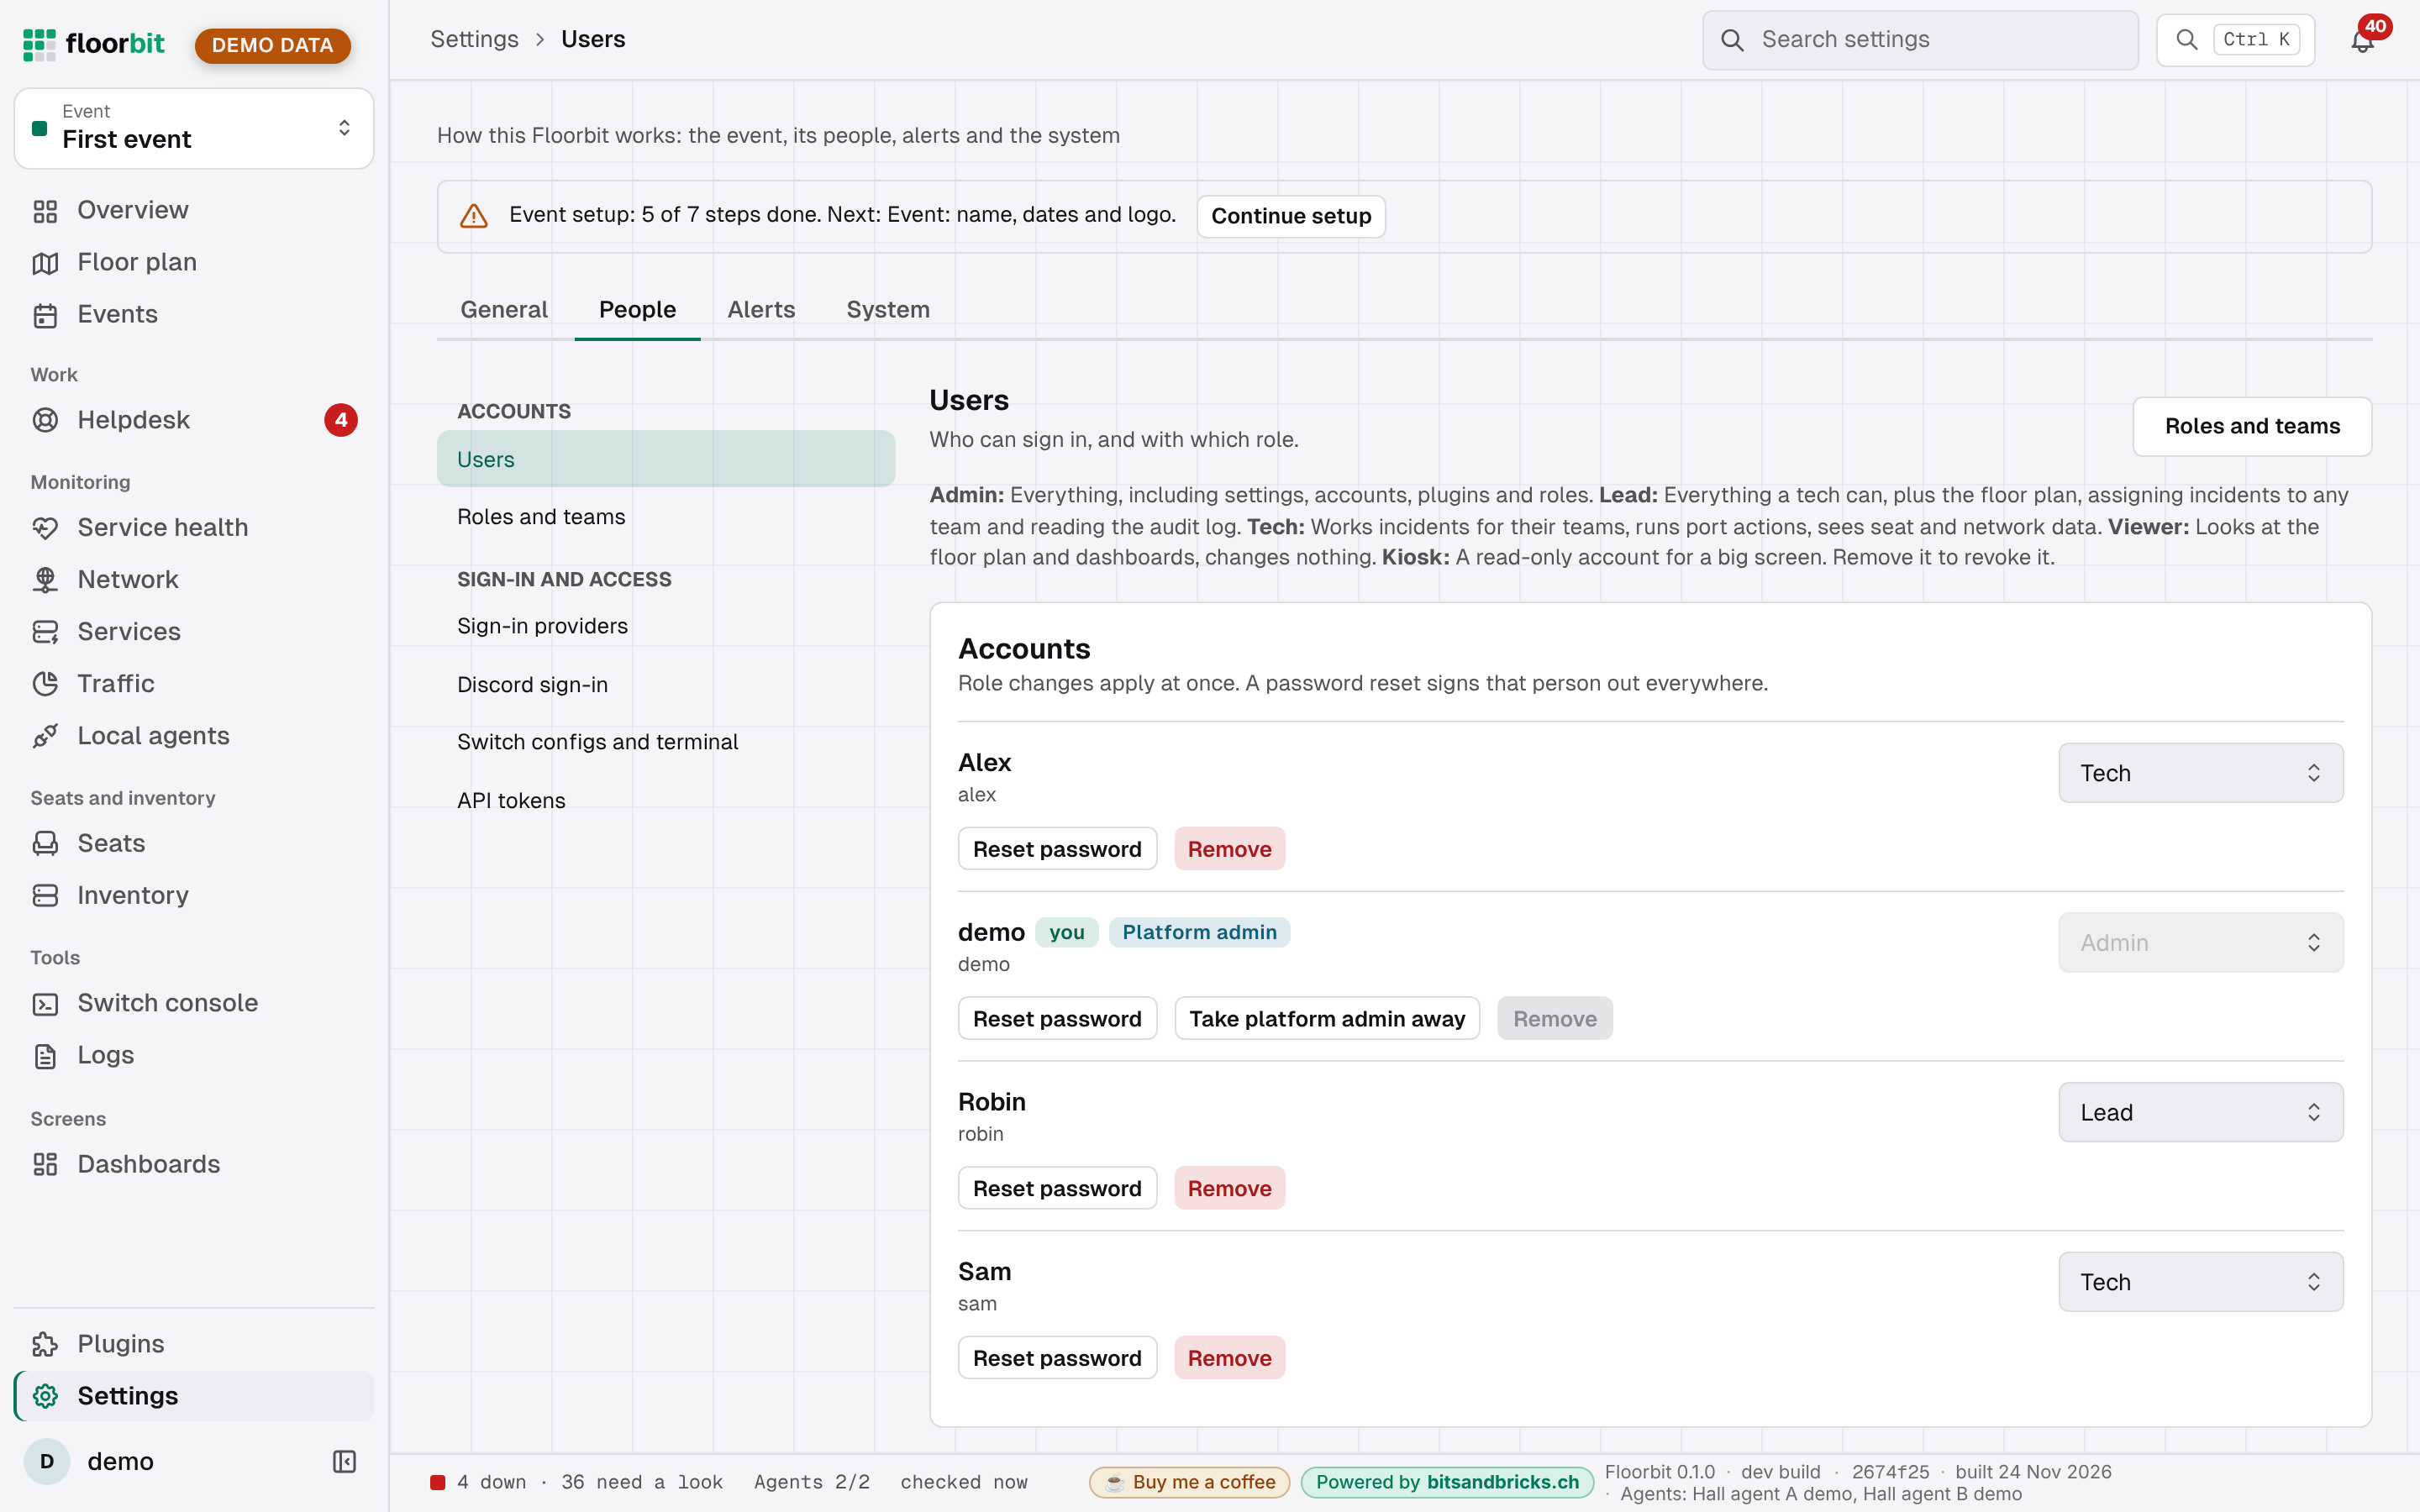 floorbit DEMO DATA
Event
First event
Overview
Floor plan
Events
Work
Helpdesk 4
Monitoring
Service health
Network
Services
Traffic
Local agents
Seats and inventory
Seats
Inventory
Tools
Switch console
Logs
Screens
Dashboards
Plugins
Settings
D demo
Settings > Users
Search settings
Ctrl K
40
How this Floorbit works: the event, its people, alerts and the system
Event setup: 5 of 7 steps done. Next: Event: name, dates and logo. Continue setup
General People Alerts System
ACCOUNTS
Users
Roles and teams
SIGN-IN AND ACCESS
Sign-in providers
Discord sign-in
Switch configs and terminal
API tokens
Users
Who can sign in, and with which role.
Roles and teams
Admin: Everything, including settings, accounts, plugins and roles. Lead: Everything a tech can, plus the floor plan, assigning incidents to any
team and reading the audit log. Tech: Works incidents for their teams, runs port actions, sees seat and network data. Viewer: Looks at the
floor plan and dashboards, changes nothing. Kiosk: A read-only account for a big screen. Remove it to revoke it.
Accounts
Role changes apply at once. A password reset signs that person out everywhere.
Alex
alex
Tech
Reset password Remove
demo you Platform admin
demo
Admin
Reset password Take platform admin away Remove
Robin
robin
Lead
Reset password Remove
Sam
sam
Tech
Reset password Remove
4 down · 36 need a look Agents 2/2 checked now
Buy me a coffee
Powered by bitsandbricks.ch
Floorbit 0.1.0 · dev build · 2674f25 · built 24 Nov 2026
· Agents: Hall agent A demo, Hall agent B demo